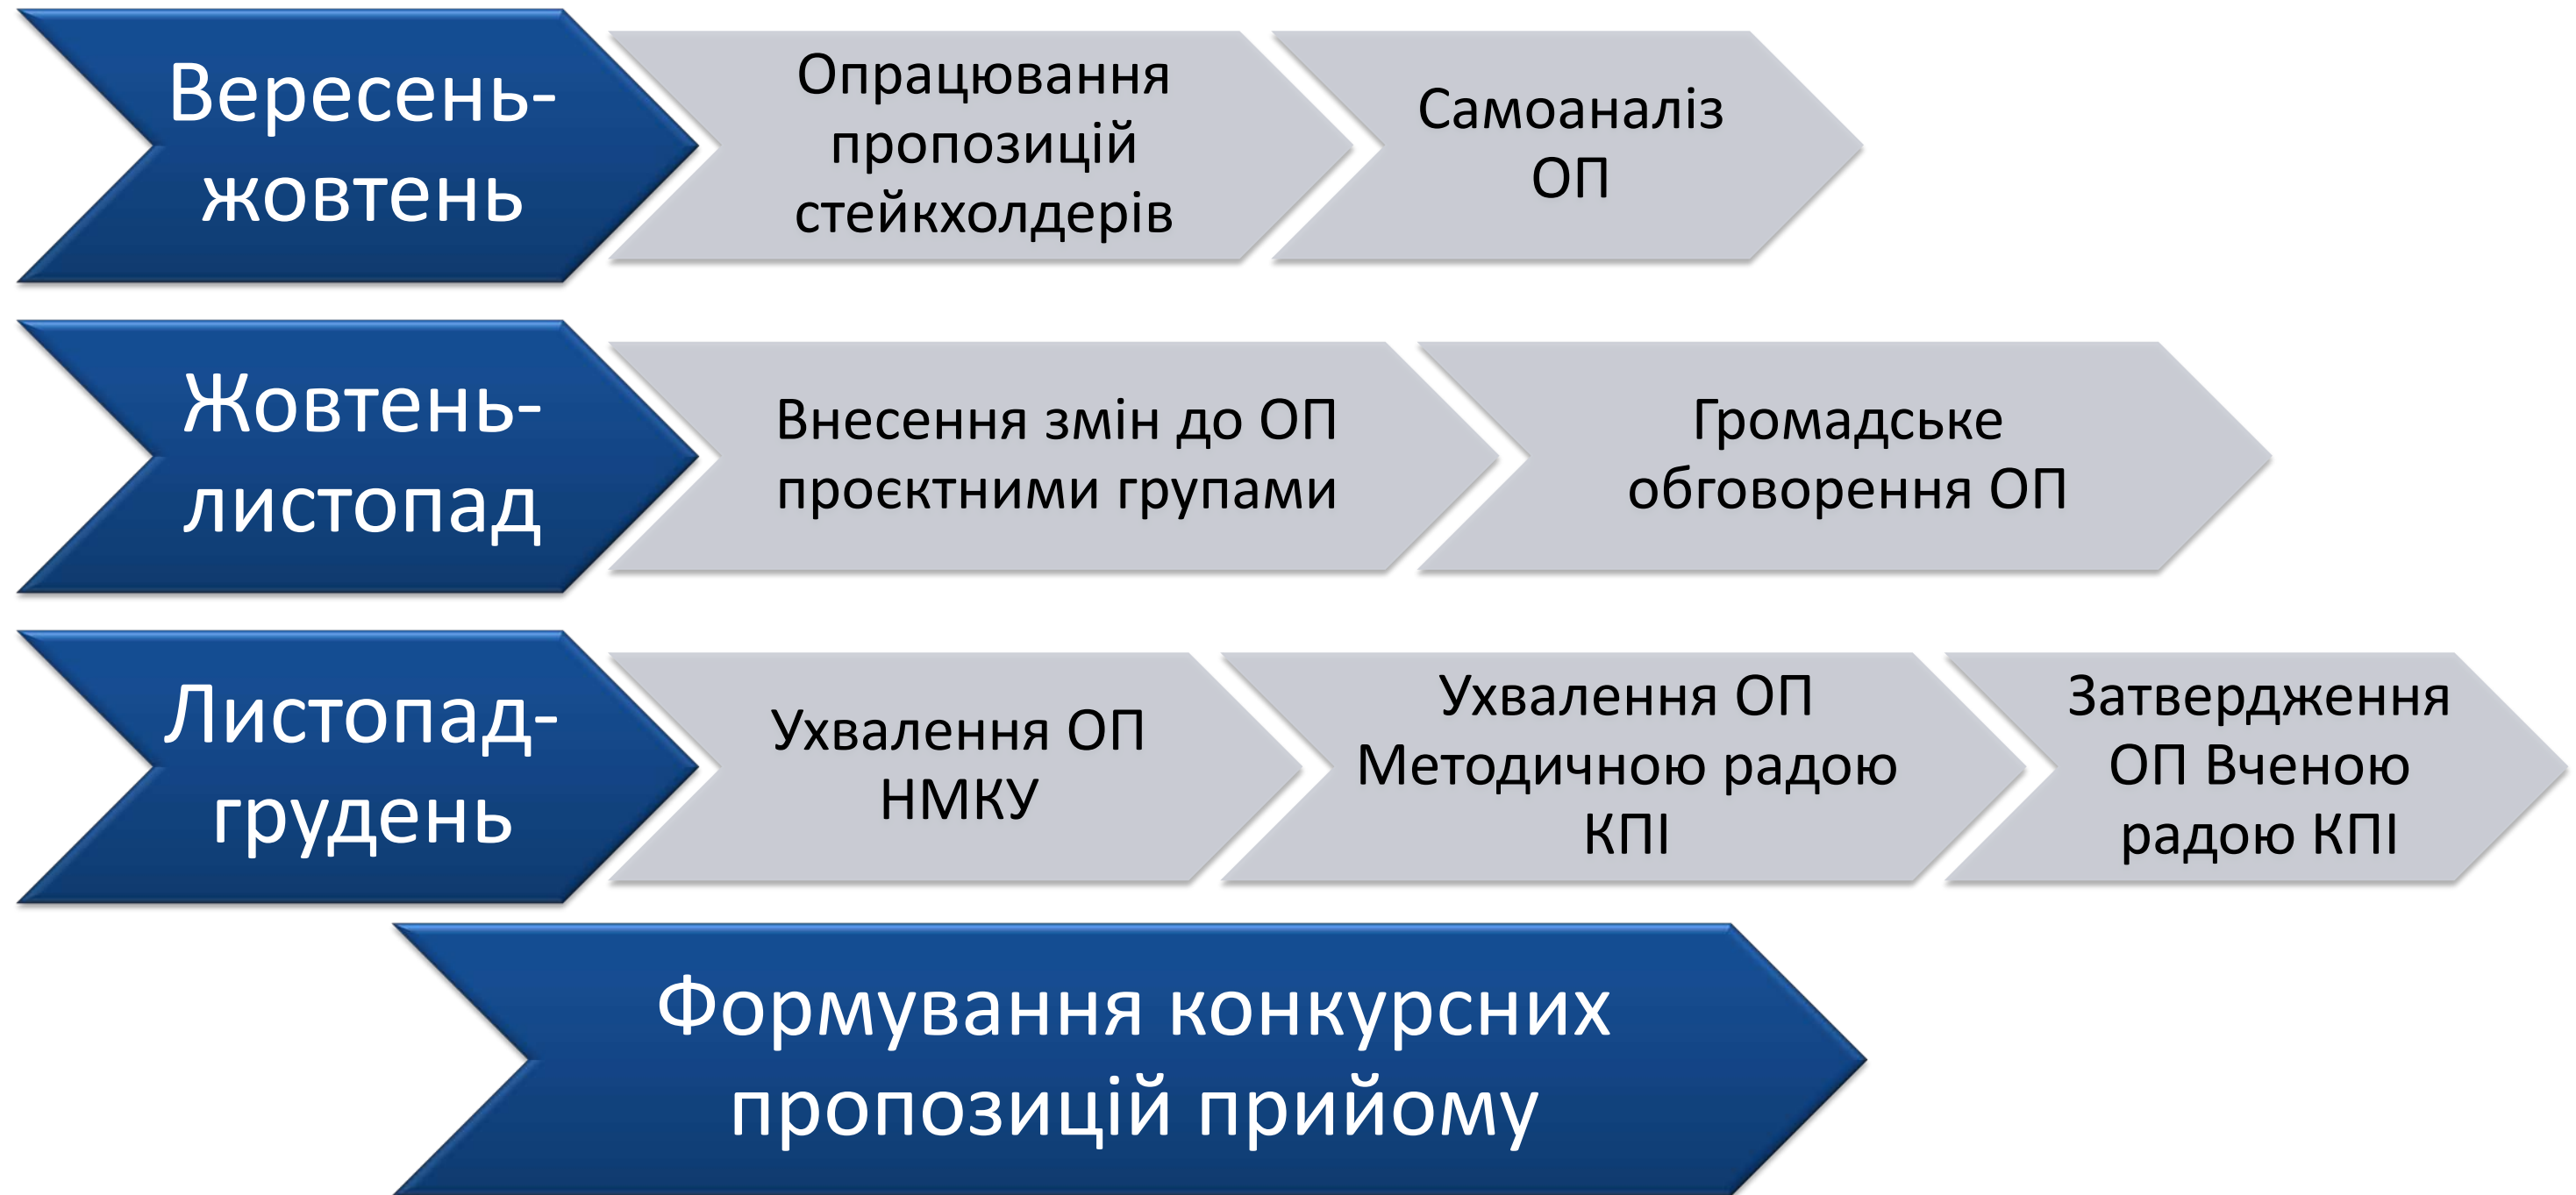 Вересень-
жовтень
Опрацювання
пропозицій
стейкхолдерів
Самоаналіз
ОП
Жовтень-
листопад
Внесення змін до ОП
проєктними групами
Громадське
обговорення ОП
Листопад-
грудень
Ухвалення ОП
НМКУ
Ухвалення ОП
Методичною радою
КПІ
Затвердження
ОП Вченою
радою КПІ
Формування конкурсних
пропозицій прийому